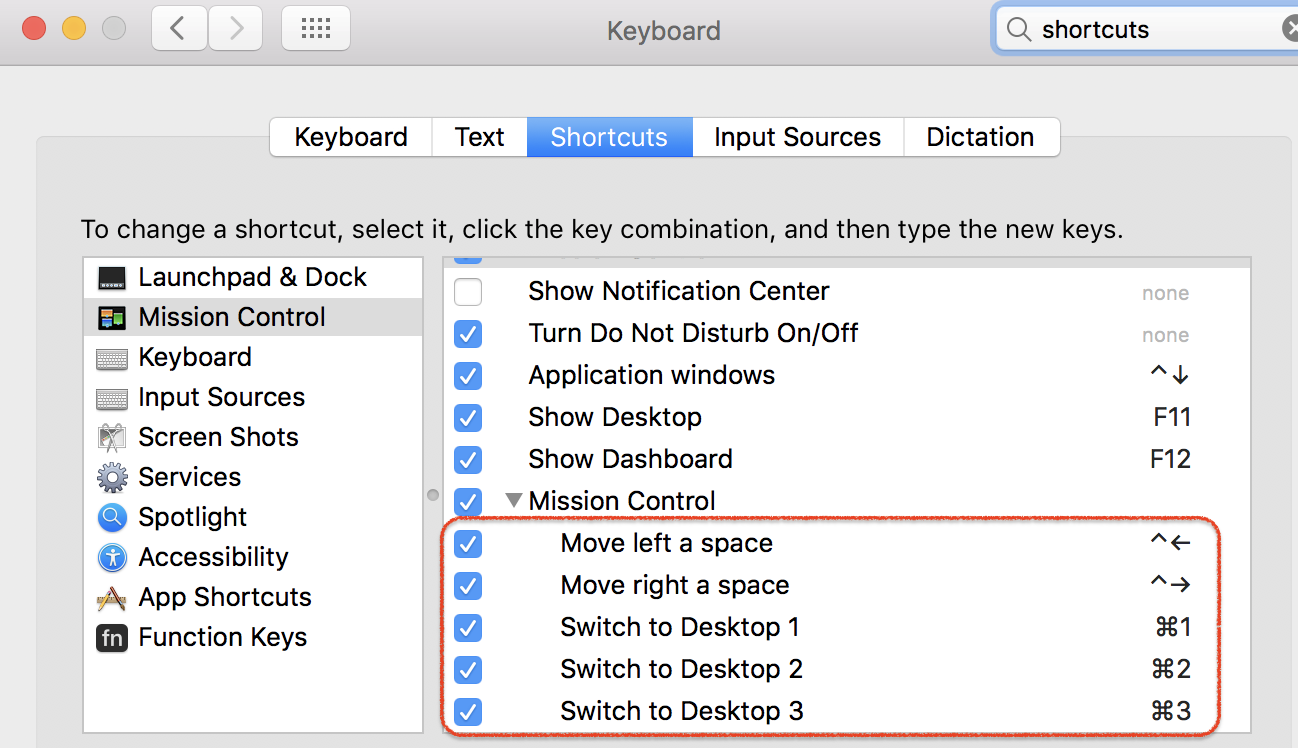 Keyboard
shortcuts
Keyboard Text Shortcuts Input Sources Dictation
To change a shortcut, select it, click the key combination, and then type the new keys.
Launchpad & Dock
Mission Control
Keyboard
Input Sources
Screen Shots
Services
Spotlight
Accessibility
App Shortcuts
fn Function Keys
Show Notification Center none
Turn Do Not Disturb On/Off none
Application windows ^↓
Show Desktop F11
Show Dashboard F12
Mission Control
Move left a space ^←
Move right a space ^→
Switch to Desktop 1 ⌘1
Switch to Desktop 2 ⌘2
Switch to Desktop 3 ⌘3